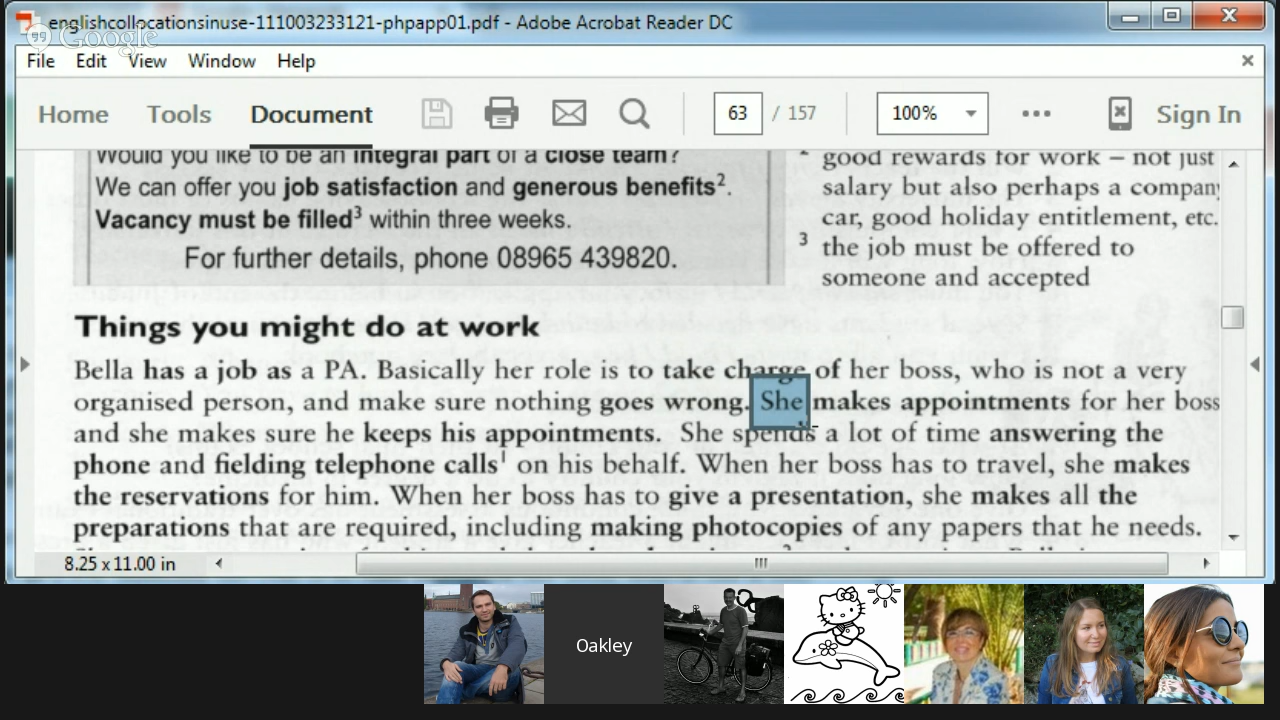 englishcollocationsinuse-111003233121-phpapp01.pdf - Adobe Acrobat Reader DC
Google
File Edit View Window Help
Home Tools Document 63 / 157 100% Sign In
Would you like to be an integral part of a close team?
We can offer you job satisfaction and generous benefits².
Vacancy must be filled³ within three weeks.
For further details, phone 08965 439820.
2 good rewards for work – not just
salary but also perhaps a company
car, good holiday entitlement, etc.
3 the job must be offered to
someone and accepted
Things you might do at work
Bella has a job as a PA. Basically her role is to take charge of her boss, who is not a very
organised person, and make sure nothing goes wrong. She makes appointments for her boss
and she makes sure he keeps his appointments. She spends a lot of time answering the
phone and fielding telephone calls¹ on his behalf. When her boss has to travel, she makes
the reservations for him. When her boss has to give a presentation, she makes all the
preparations that are required, including making photocopies of any papers that he needs.
8.25 x 11.00 in
Oakley